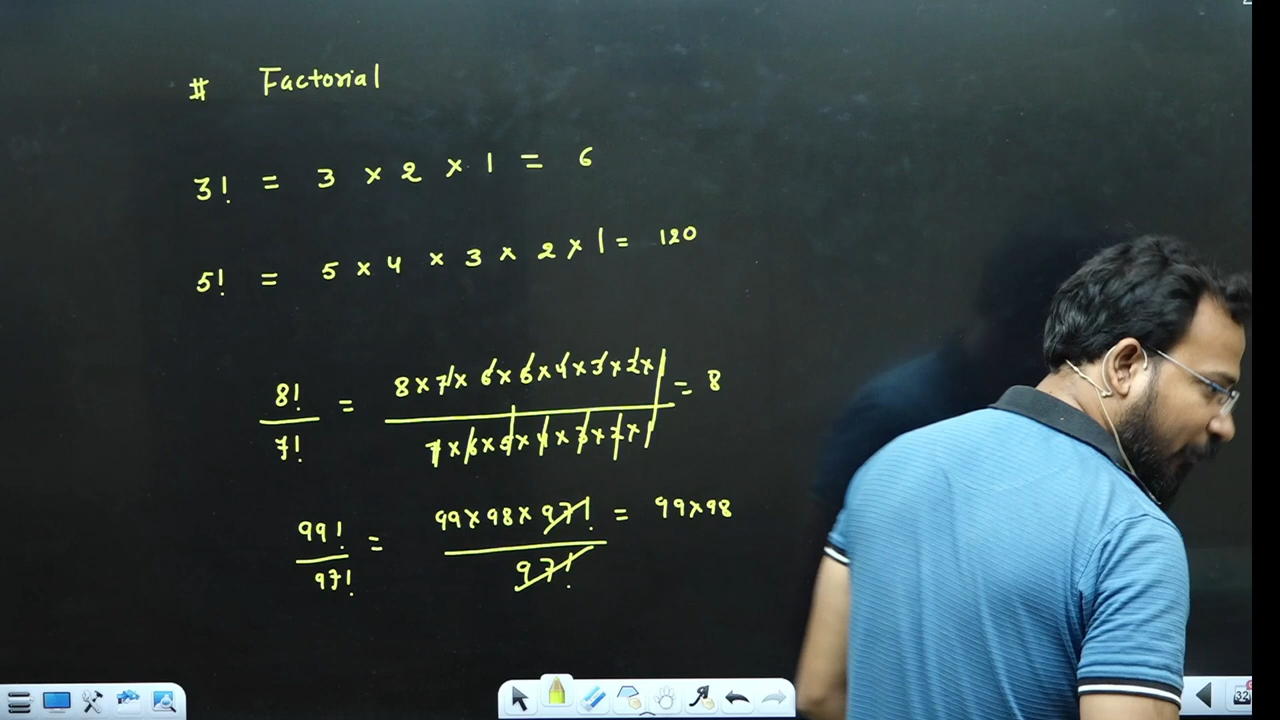 # Factorial
3! = 3 × 2 × 1 = 6
5! = 5 × 4 × 3 × 2 × 1 = 120
8!/7! = 8×7×6×5×4×3×2×1/7×6×5×4×3×2×1 = 8
99!/97! = 99×98×97!/97! = 99×98
32